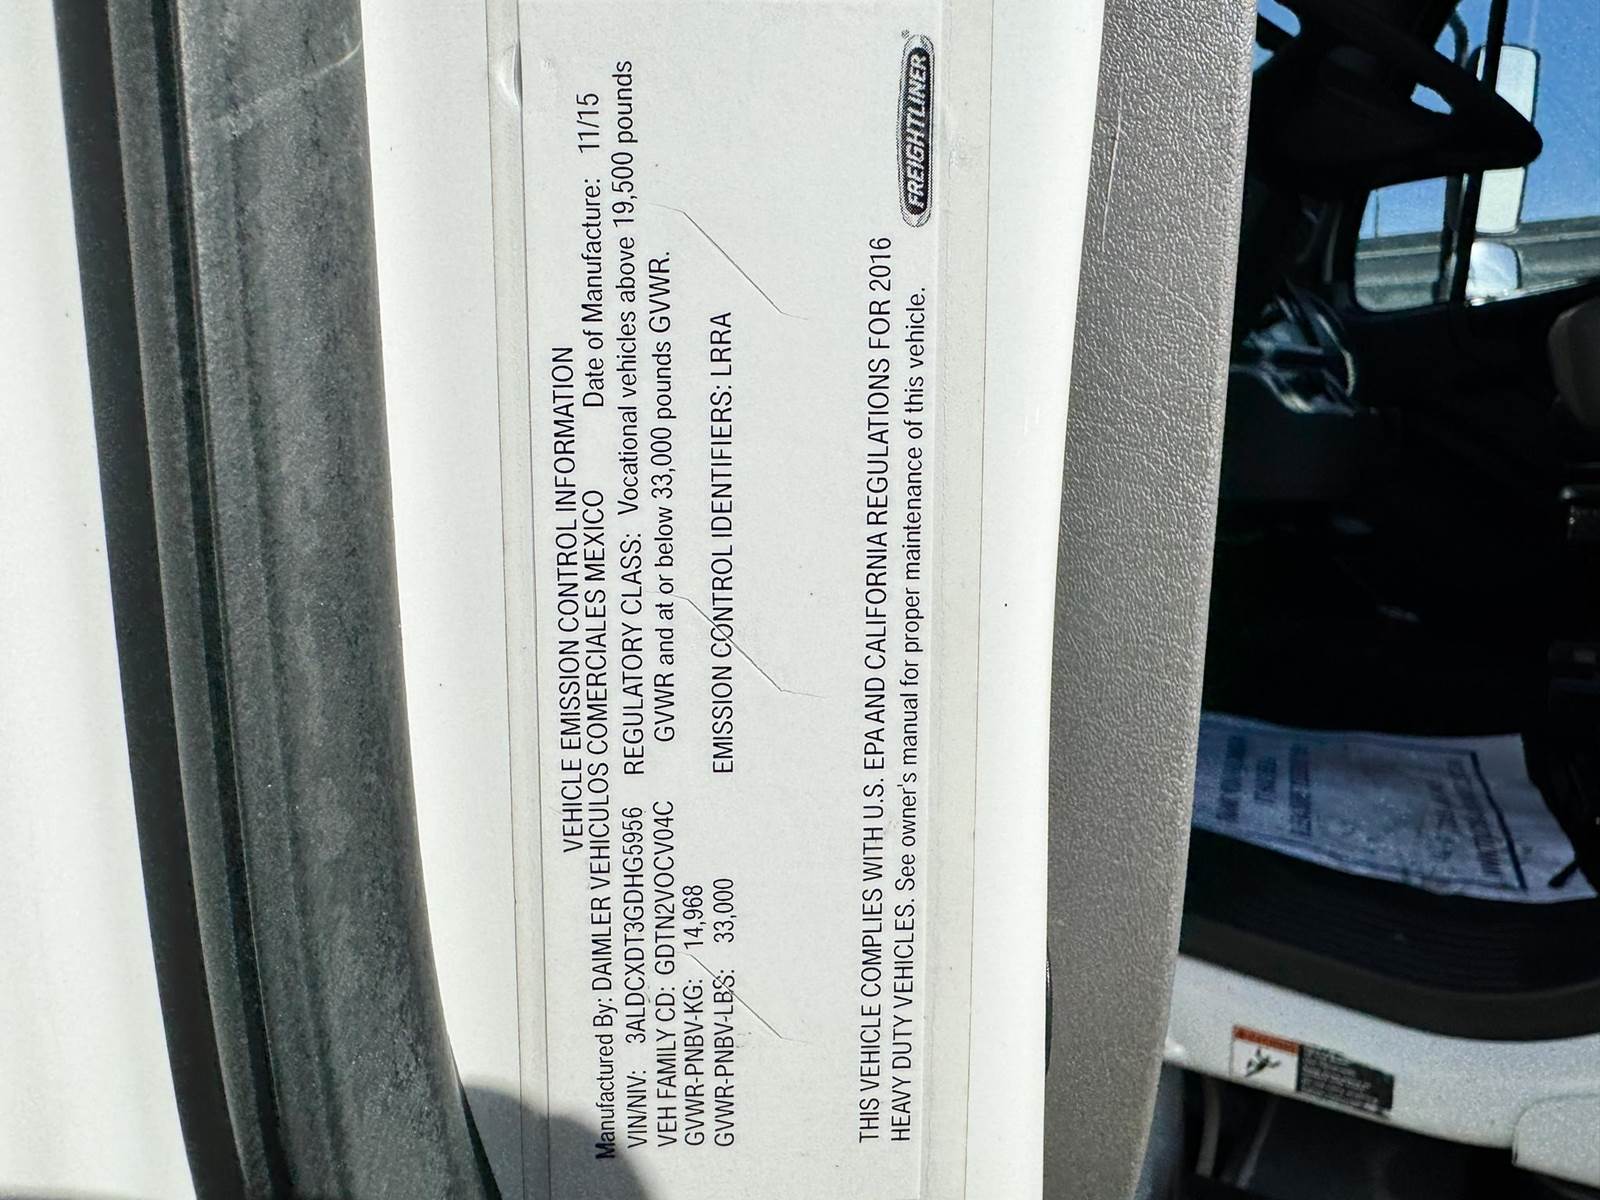 VEHICLE EMISSION CONTROL INFORMATION
Manufactured By: DAIMLER VEHICULOS COMERCIALES MEXICO Date of Manufacture: 11/15
VIN/NIV: 3ALDCXDT3GDHG5956 REGULATORY CLASS: Vocational vehicles above 19,500 pounds
VEH FAMILY CD: GDTN2VOCV04C GVWR and at or below 33,000 pounds GVWR.
GVWR-PNBV-KG: 14,968
GVWR-PNBV-LBS: 33,000 EMISSION CONTROL IDENTIFIERS: LRRA
THIS VEHICLE COMPLIES WITH U.S. EPA AND CALIFORNIA REGULATIONS FOR 2016
HEAVY DUTY VEHICLES. See owner's manual for proper maintenance of this vehicle.
FREIGHTLINER